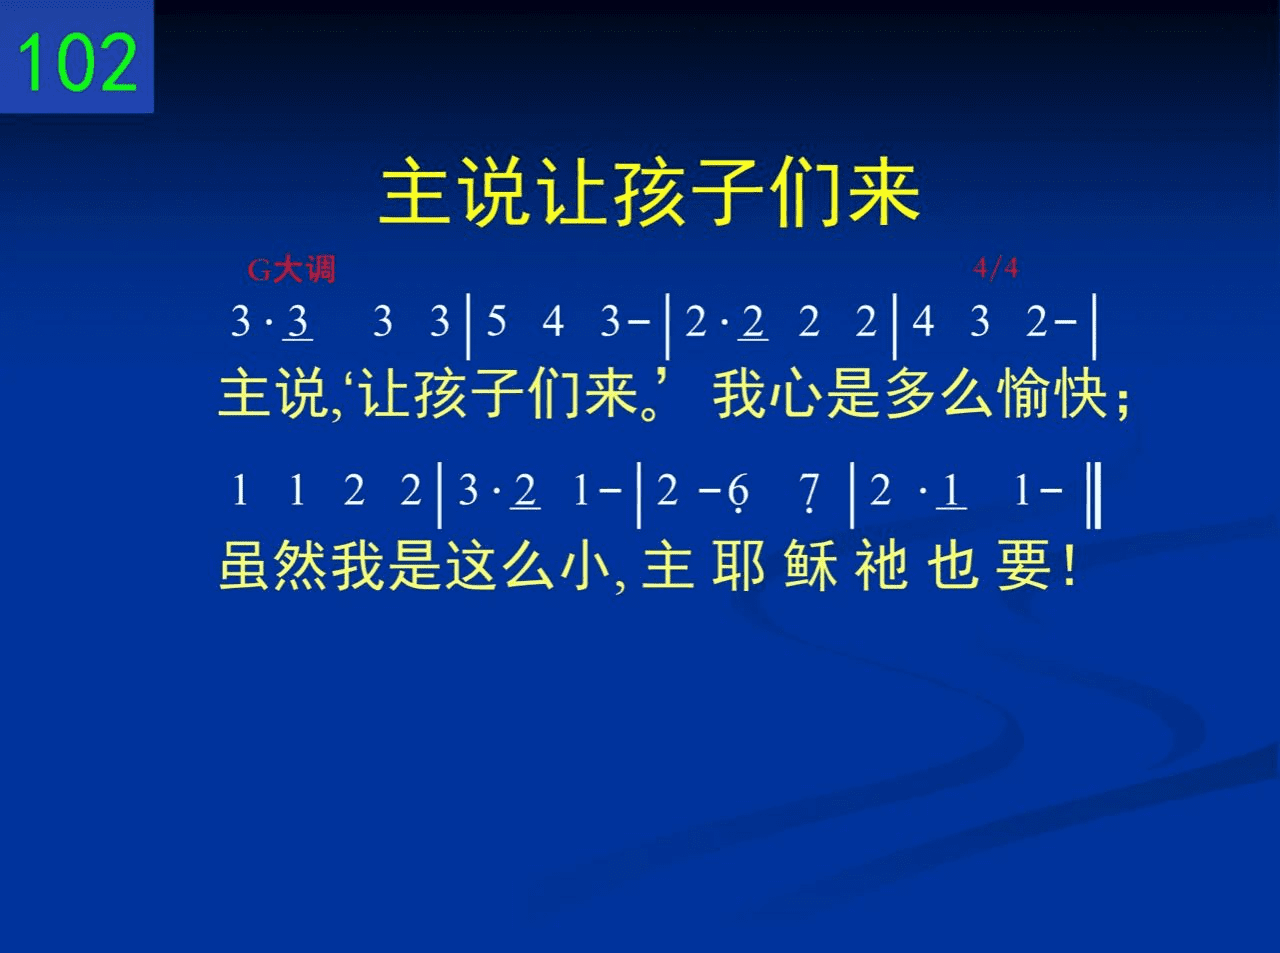 102
主说让孩子们来
G大调 4/4
3·3 3 3|5 4 3-|2·2 2 2|4 3 2-|
主说,‘让孩子们来。’ 我心是多么愉快;
1 1 2 2|3·2 1-|2 -6̣ 7̣|2 ·1 1-‖
虽然我是这么小,主 耶 稣 祂 也 要!